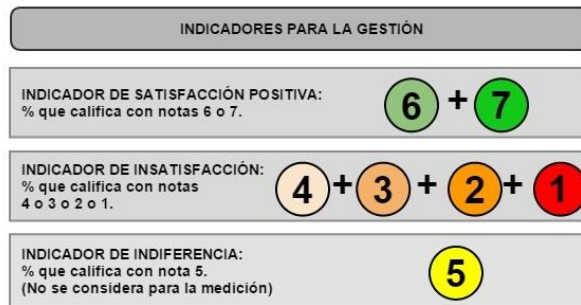 INDICADORES PARA LA GESTIÓN
INDICADOR DE SATISFACCIÓN POSITIVA:
% que califica con notas 6 o 7.
6 + 7
INDICADOR DE INSATISFACCIÓN:
% que califica con notas
4 o 3 o 2 o 1.
4 + 3 + 2 + 1
INDICADOR DE INDIFERENCIA:
% que califica con nota 5.
(No se considera para la medición)
5